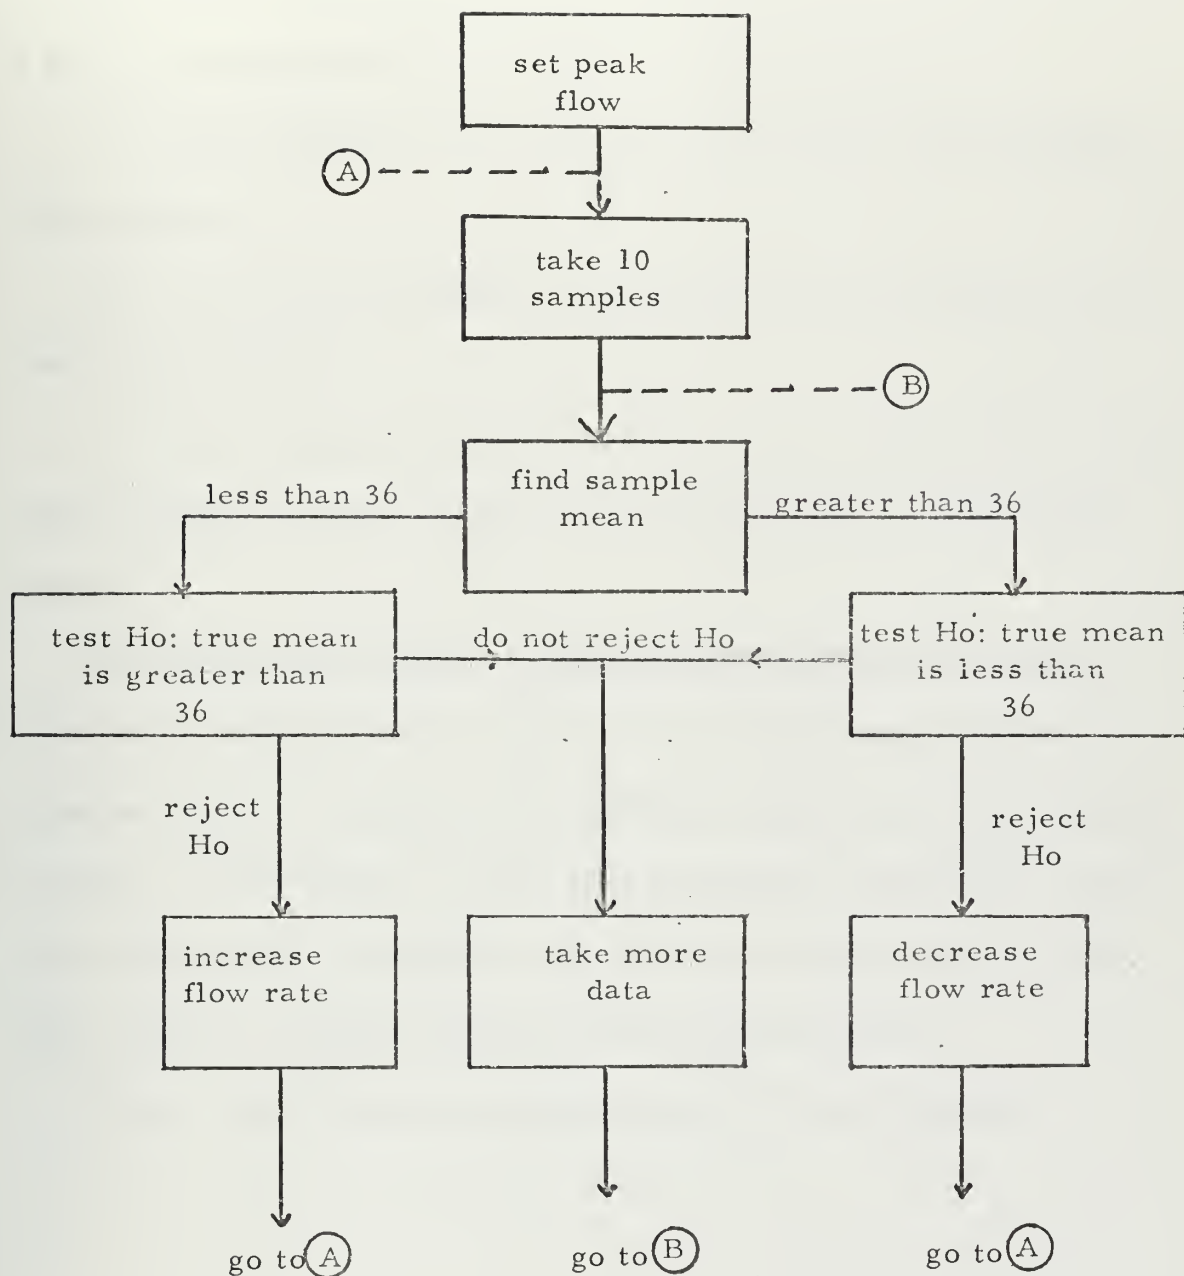 set peak
flow
A
take 10
samples
B
find sample
mean
less than 36
greater than 36
test Ho: true mean
is greater than
36
do not reject Ho
test Ho: true mean
is less than
36
reject
Ho
reject
Ho
increase
flow rate
take more
data
decrease
flow rate
go to A
go to B
go to A